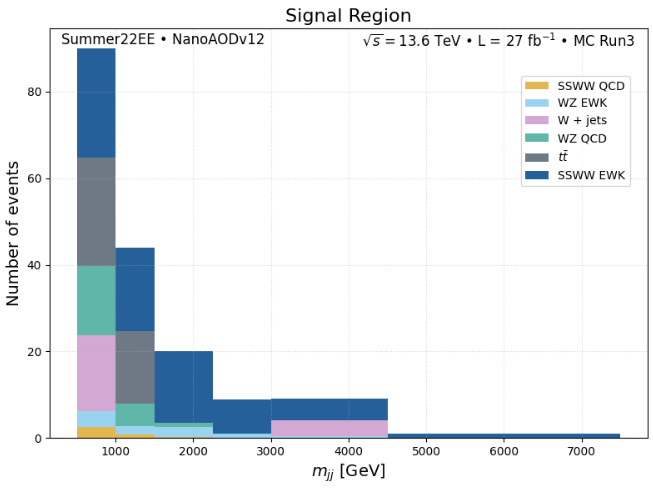 Signal Region
Summer22EE • NanoAODv12
√s = 13.6 TeV • L = 27 fb⁻¹ • MC Run3
80
60
40
20
0
Number of events
SSWW QCD
WZ EWK
W + jets
WZ QCD
tt̄
SSWW EWK
1000 2000 3000 4000 5000 6000 7000
m_jj [GeV]